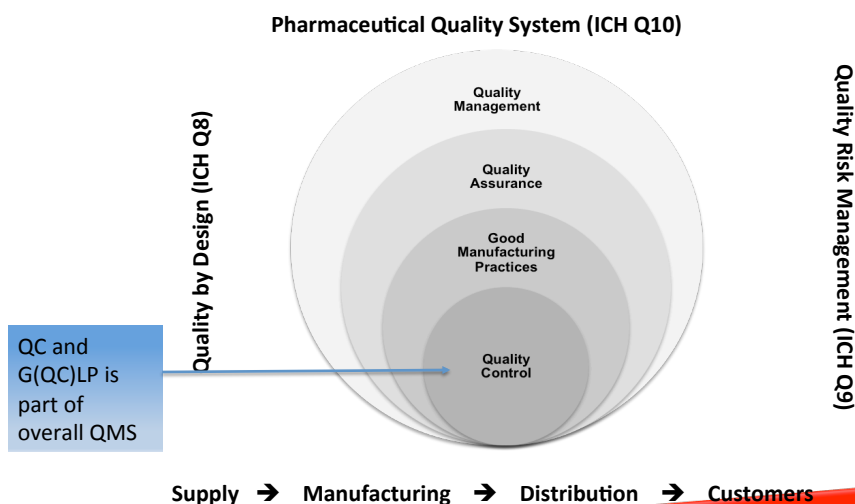 Pharmaceutical Quality System (ICH Q10)
Quality by Design (ICH Q8)
Quality
Management
Quality
Assurance
Good
Manufacturing
Practices
Quality
Control
Quality Risk Management (ICH Q9)
QC and
G(QC)LP is
part of
overall QMS
Supply ➔ Manufacturing ➔ Distribution ➔ Customers